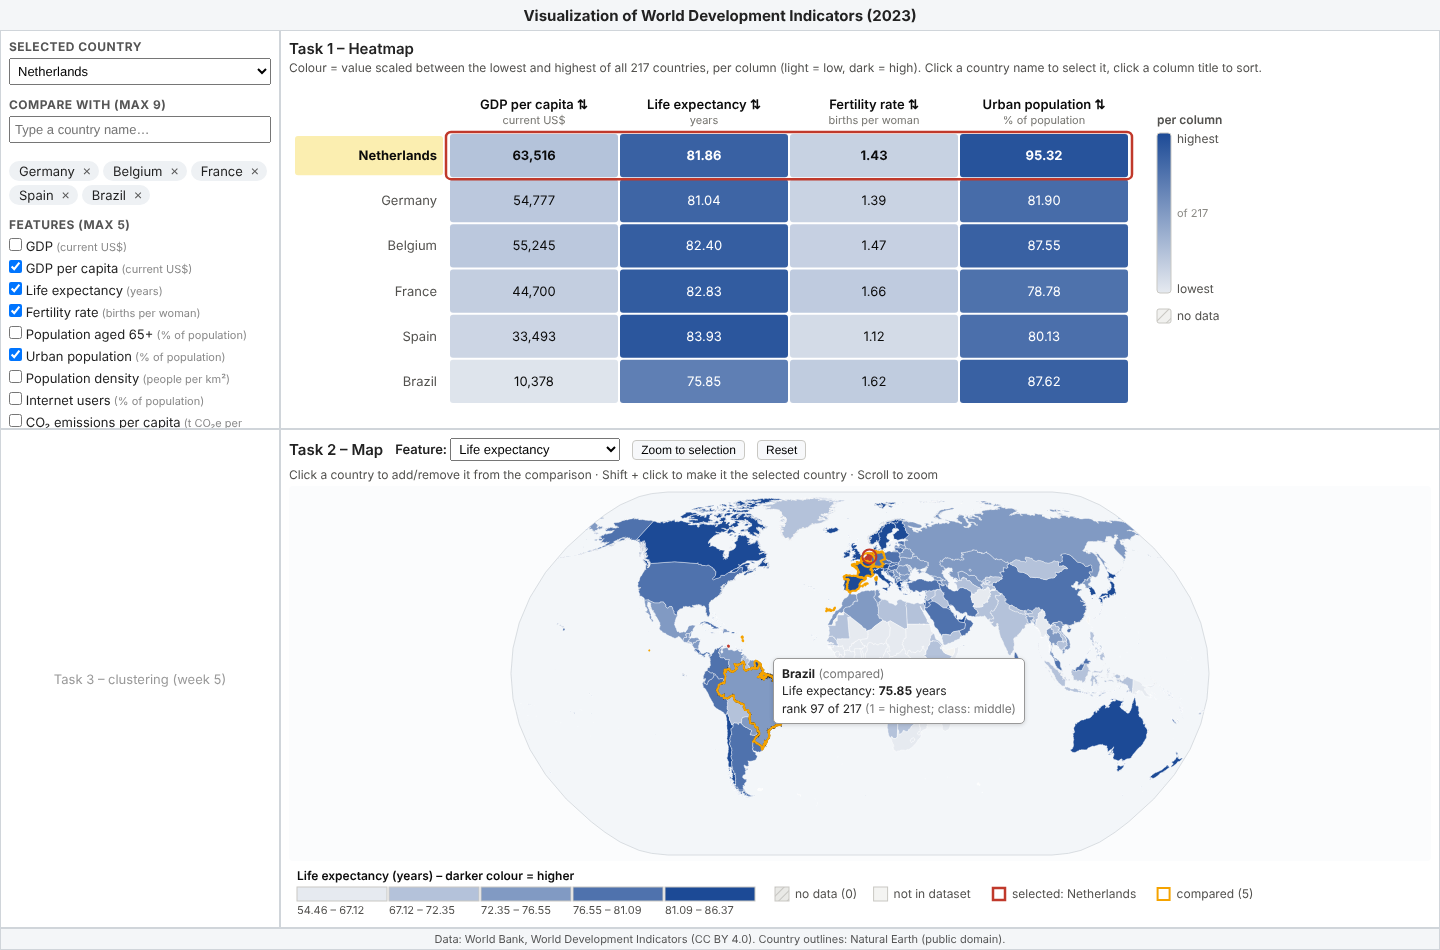 Visualization of World Development Indicators (2023)
SELECTED COUNTRY
Netherlands
COMPARE WITH (MAX 9)
Type a country name…
Germany × Belgium × France ×
Spain × Brazil ×
FEATURES (MAX 5)
GDP (current US$)
GDP per capita (current US$)
Life expectancy (years)
Fertility rate (births per woman)
Population aged 65+ (% of population)
Urban population (% of population)
Population density (people per km²)
Internet users (% of population)
CO₂ emissions per capita (t CO₂e per
Task 1 – Heatmap
Colour = value scaled between the lowest and highest of all 217 countries, per column (light = low, dark = high). Click a country name to select it, click a column title to sort.
GDP per capita ⇅ Life expectancy ⇅ Fertility rate ⇅ Urban population ⇅
current US$ years births per woman % of population
Netherlands 63,516 81.86 1.43 95.32
Germany 54,777 81.04 1.39 81.90
Belgium 55,245 82.40 1.47 87.55
France 44,700 82.83 1.66 78.78
Spain 33,493 83.93 1.12 80.13
Brazil 10,378 75.85 1.62 87.62
per column
highest
of 217
lowest
no data
Task 3 – clustering (week 5)
Task 2 – Map Feature: Life expectancy Zoom to selection Reset
Click a country to add/remove it from the comparison · Shift + click to make it the selected country · Scroll to zoom
Brazil (compared)
Life expectancy: 75.85 years
rank 97 of 217 (1 = highest; class: middle)
Life expectancy (years) – darker colour = higher
54.46 – 67.12 67.12 – 72.35 72.35 – 76.55 76.55 – 81.09 81.09 – 86.37
no data (0) not in dataset selected: Netherlands compared (5)
Data: World Bank, World Development Indicators (CC BY 4.0). Country outlines: Natural Earth (public domain).